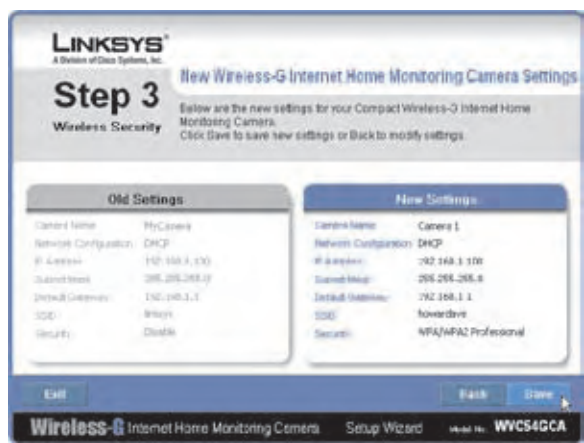 LINKSYS®
A Division of Cisco Systems, Inc.
Step 3
Wireless Security
New Wireless-G Internet Home Monitoring Camera Settings
Below are the new settings for your Compact Wireless-G Internet Home
Monitoring Camera.
Click Save to save new settings or Back to modify settings.
Old Settings
Camera Name MyCamera
Network Configuration DHCP
IP Address 192.168.1.100
Subnet Mask 255.255.255.0
Default Gateway 192.168.1.1
SSID linksys
Security Disable
New Settings
Camera Name Camera 1
Network Configuration DHCP
IP Address 192.168.1.100
Subnet Mask 255.255.255.0
Default Gateway 192.168.1.1
SSID howardrive
Security WPA/WPA2 Professional
Exit
Back
Save
Wireless-G Internet Home Monitoring Camera Setup Wizard Model No. WVC54GCA